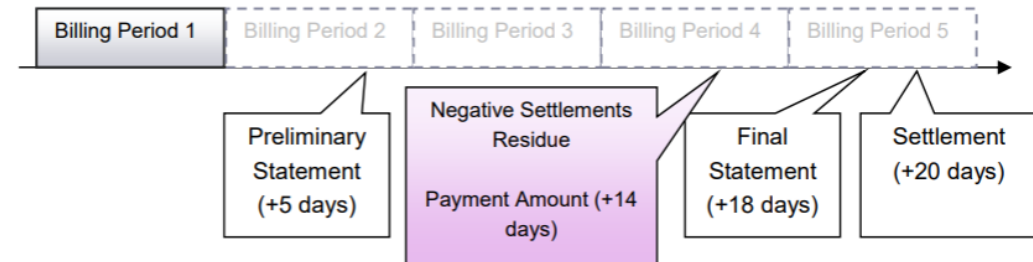 Billing Period 1
Billing Period 2
Billing Period 3
Billing Period 4
Billing Period 5
Preliminary
Statement
(+5 days)
Negative Settlements
Residue
Payment Amount (+14
days)
Final
Statement
(+18 days)
Settlement
(+20 days)